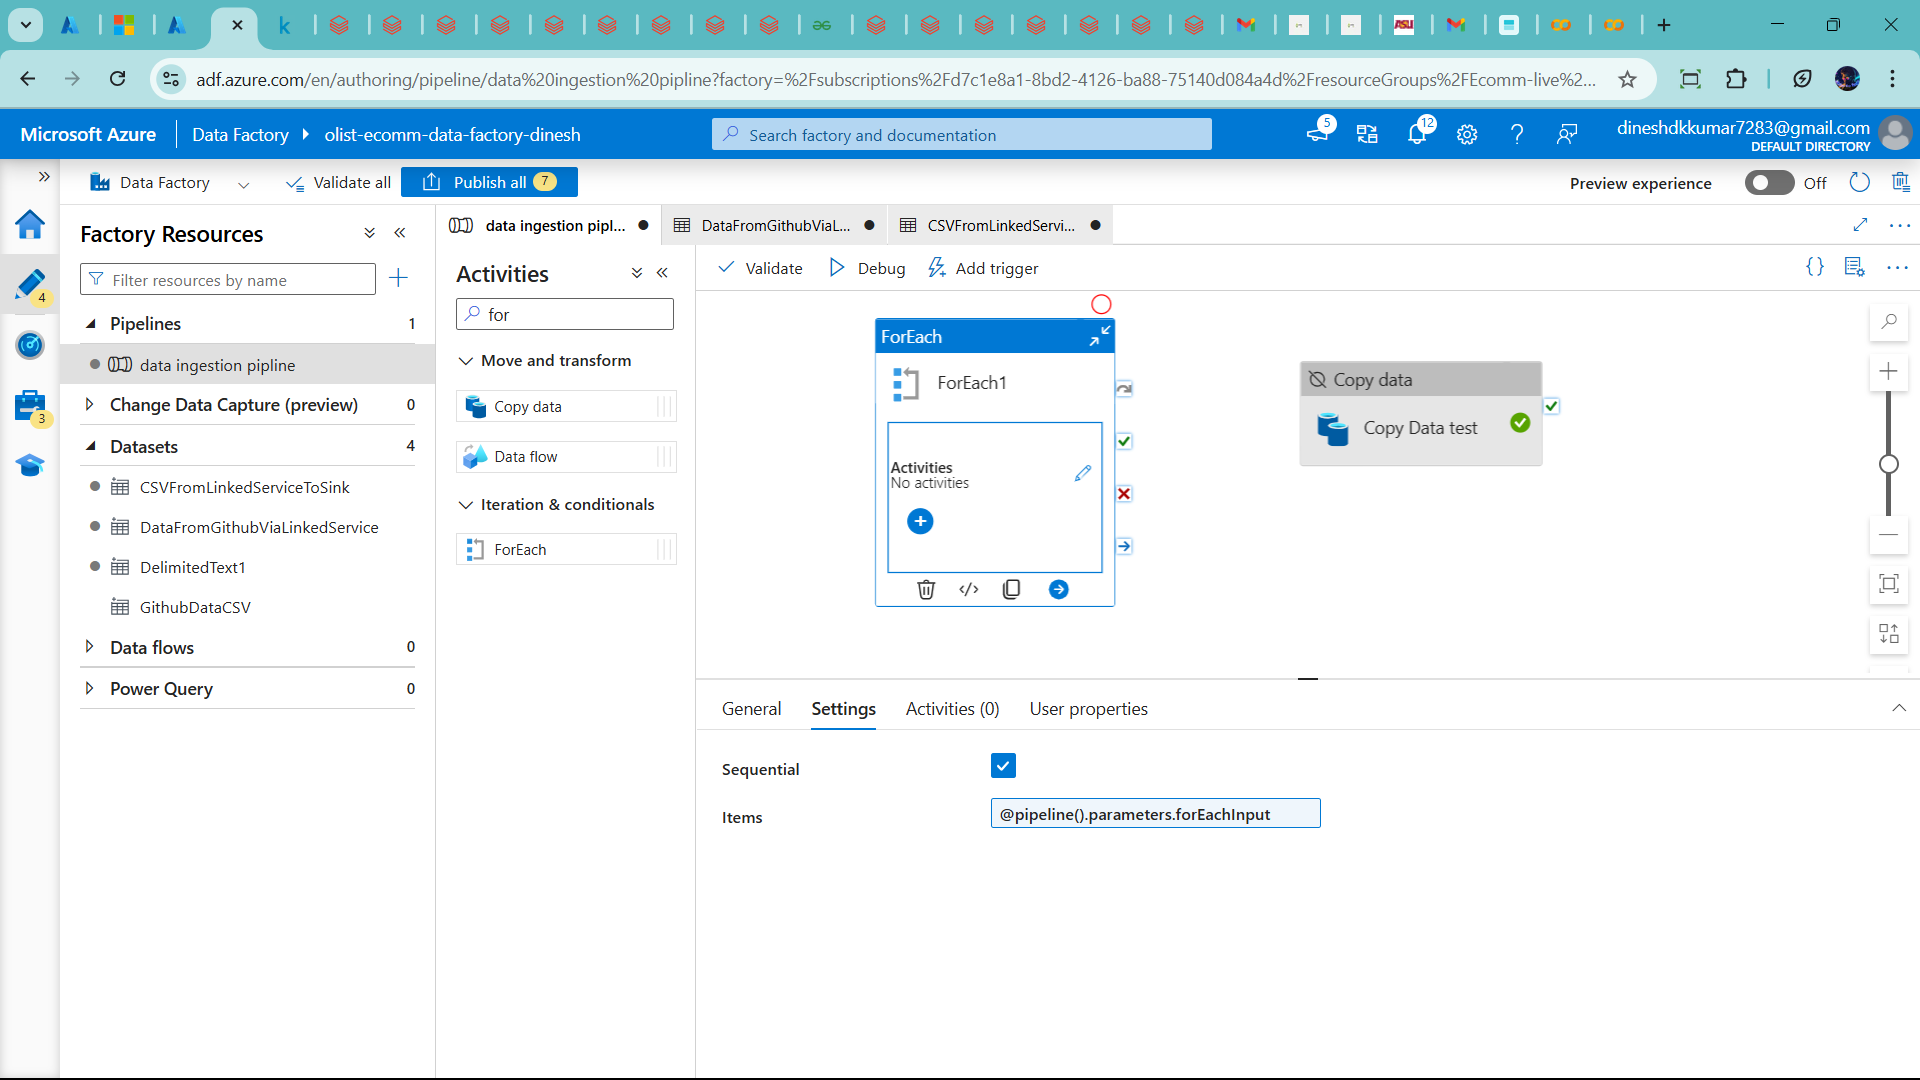 adf.azure.com/en/authoring/pipeline/data%20ingestion%20pipline?factory=%2Fsubscriptions%2Fd7c1e8a1-8bd2-4126-ba88-75140d084a4d%2FresourceGroups%2FEcomm-live%2...
Microsoft Azure
Data Factory
olist-ecomm-data-factory-dinesh
Search factory and documentation
5
12
dineshdkkumar7283@gmail.com
DEFAULT DIRECTORY
Data Factory
Validate all
Publish all
7
Preview experience
Off
4
3
Factory Resources
Filter resources by name
Pipelines
1
data ingestion pipline
Change Data Capture (preview)
0
Datasets
4
CSVFromLinkedServiceToSink
DataFromGithubViaLinkedService
DelimitedText1
GithubDataCSV
Data flows
0
Power Query
0
data ingestion pipl...
DataFromGithubViaL...
CSVFromLinkedServi...
Activities
for
Move and transform
Copy data
Data flow
Iteration & conditionals
ForEach
Validate
Debug
Add trigger
{}
ForEach
ForEach1
Activities
No activities
Copy data
Copy Data test
General
Settings
Activities (0)
User properties
Sequential
Items
@pipeline().parameters.forEachInput